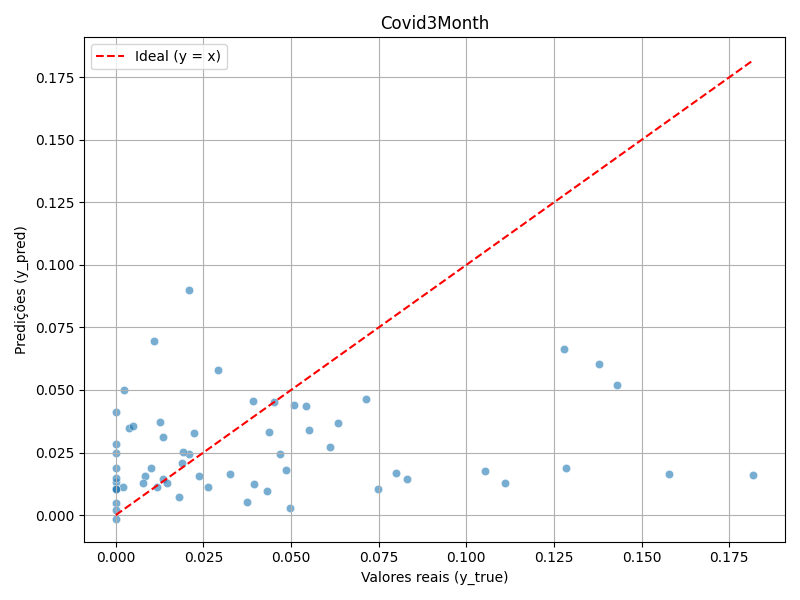 Covid3Month
Ideal (y = x)
0.175
0.150
0.125
0.100
0.075
0.050
0.025
0.000
Predições (y_pred)
0.000 0.025 0.050 0.075 0.100 0.125 0.150 0.175
Valores reais (y_true)